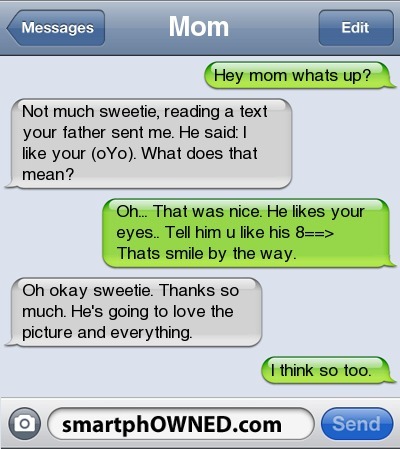 Messages
Mom
Edit
Hey mom whats up?
Not much sweetie, reading a text
your father sent me. He said: I
like your (oYo). What does that
mean?
Oh... That was nice. He likes your
eyes.. Tell him u like his 8==>
Thats smile by the way.
Oh okay sweetie. Thanks so
much. He's going to love the
picture and everything.
I think so too.
smartphOWNED.com
Send